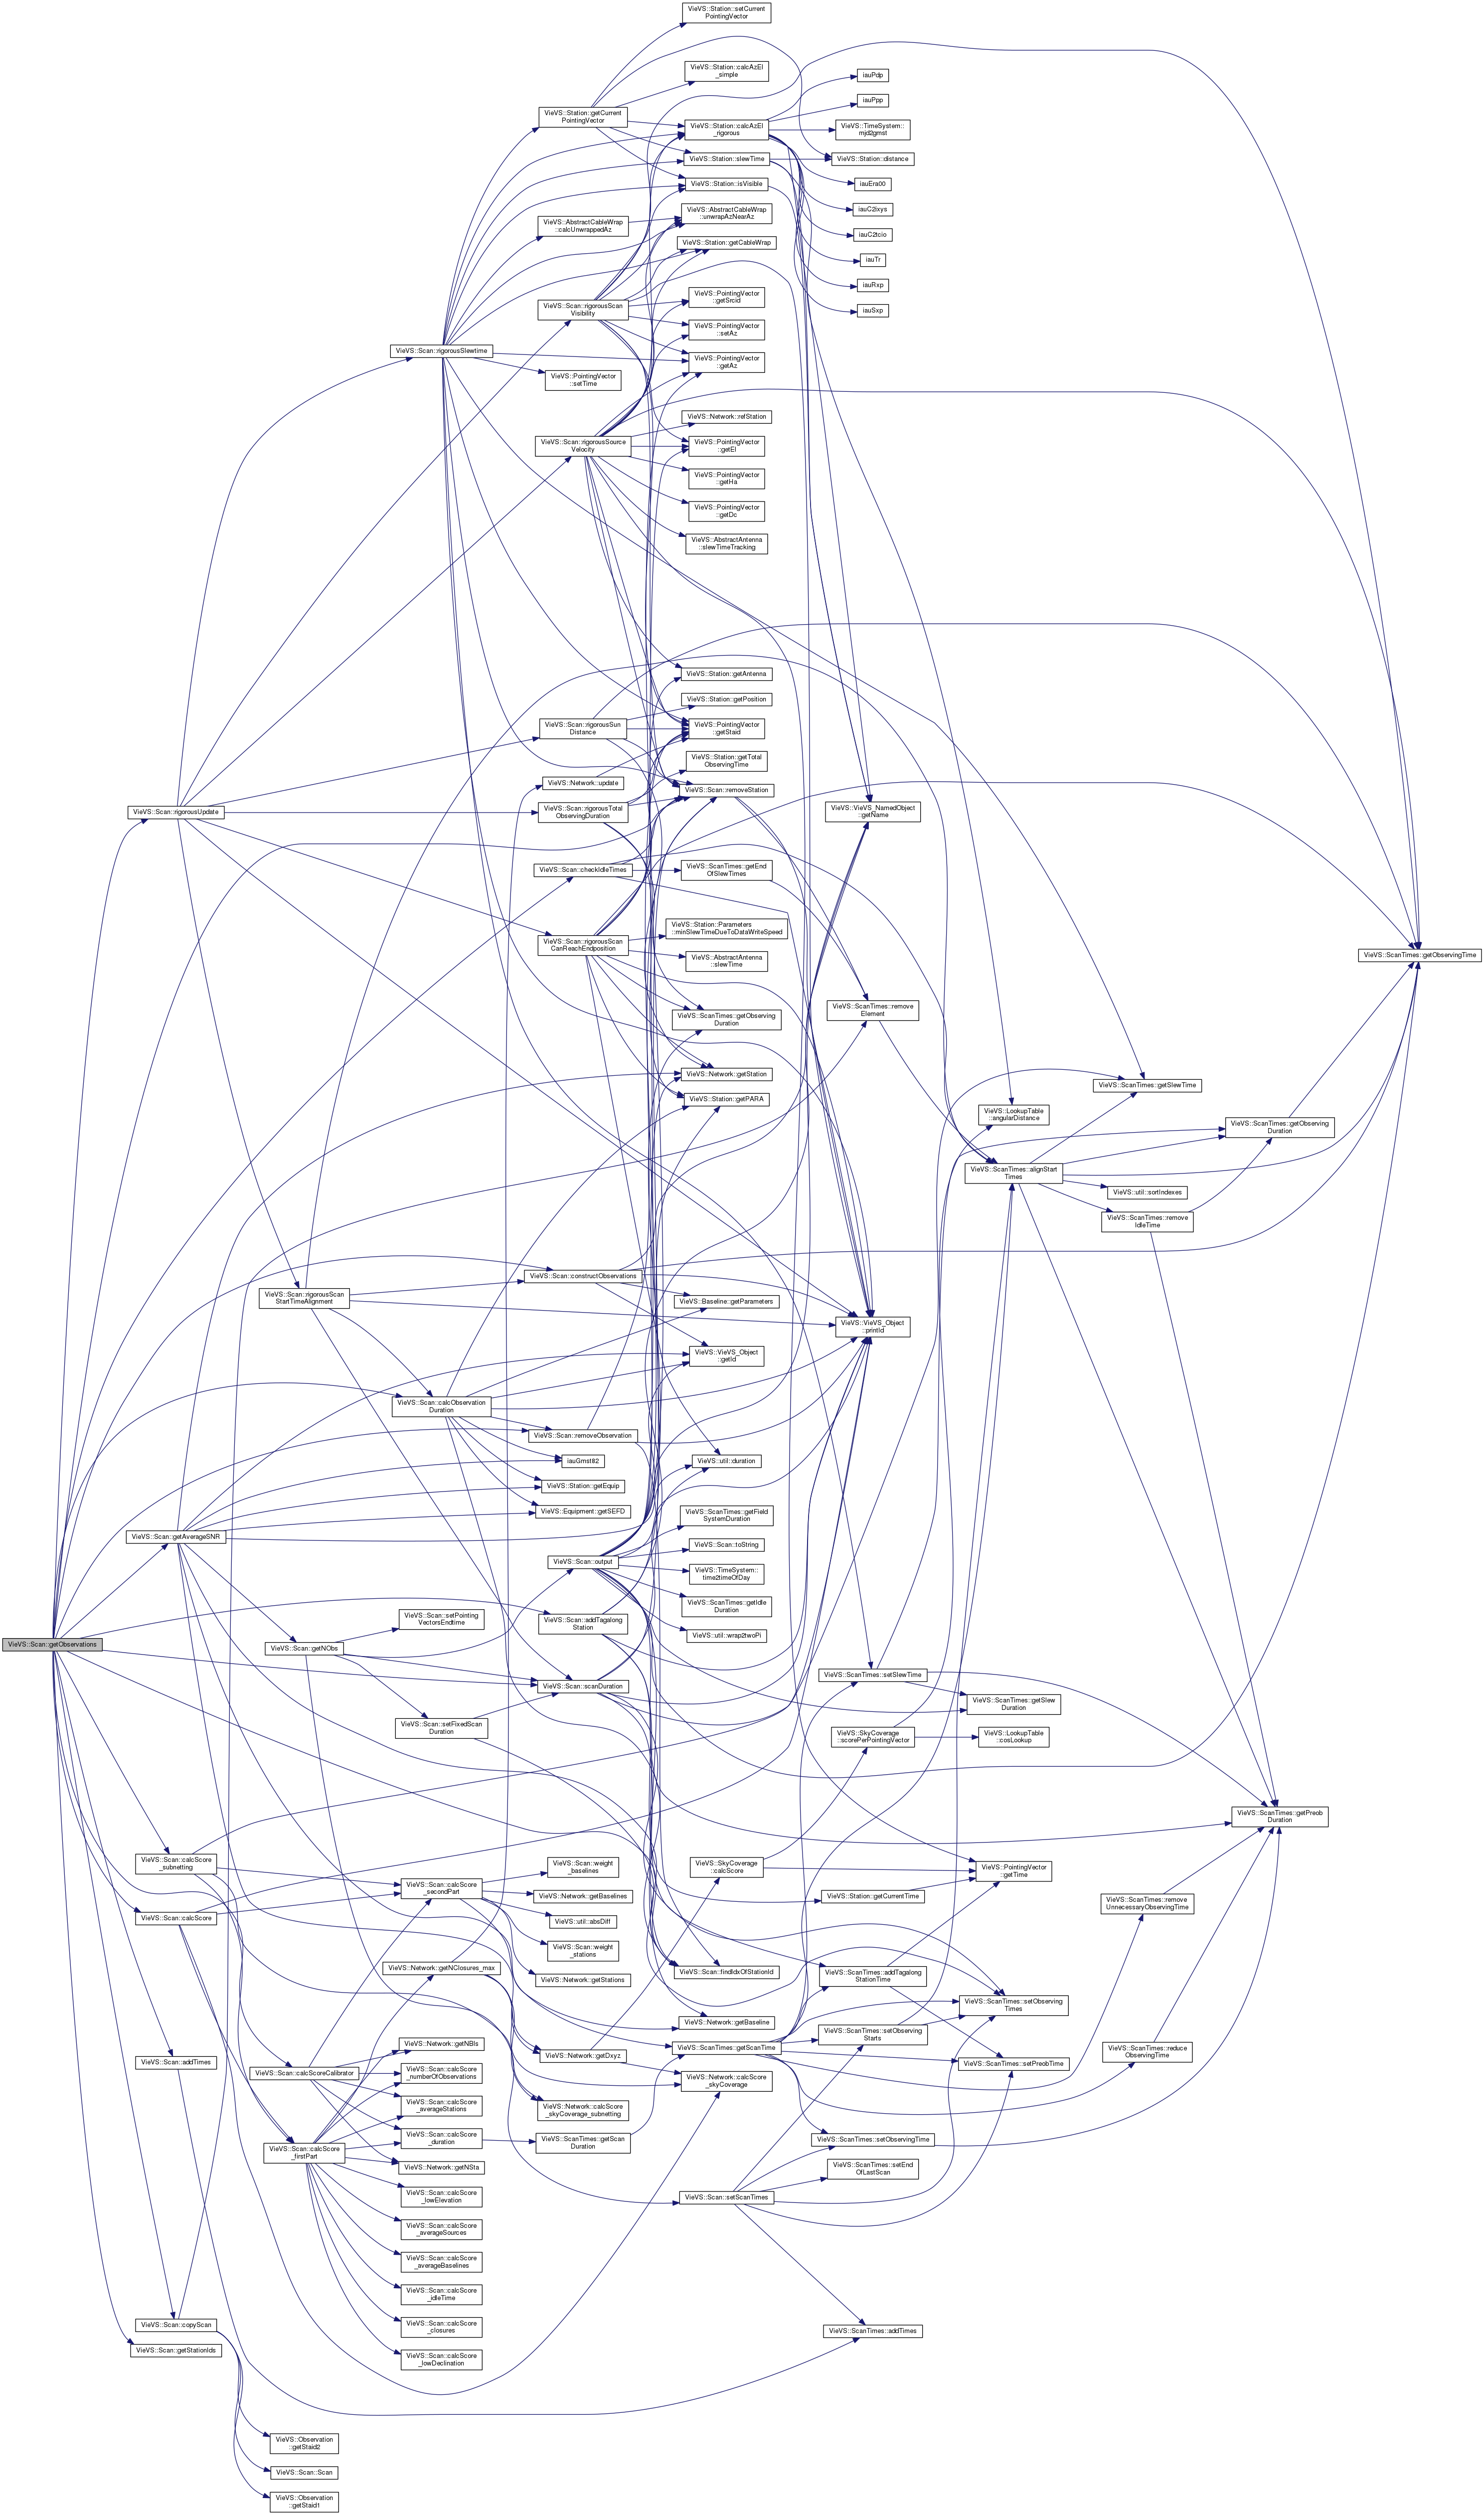 VieVS::Station::setCurrent
PointingVector
VieVS::Station::calcAzEl
_simple
iauPdp
iauPpp
VieVS::Station::getCurrent
PointingVector
VieVS::Station::calcAzEl
_rigorous
VieVS::TimeSystem::
mjd2gmst
VieVS::Station::slewTime
VieVS::Station::distance
VieVS::Station::isVisible
iauEra00
VieVS::AbstractCableWrap
::unwrapAzNearAz
iauC2ixys
VieVS::AbstractCableWrap
::calcUnwrappedAz
iauC2tcio
VieVS::Station::getCableWrap
iauTr
iauRxp
VieVS::PointingVector
::getSrcid
VieVS::Scan::rigorousScan
Visibility
iauSxp
VieVS::PointingVector
::setAz
VieVS::Scan::rigorousSlewtime
VieVS::PointingVector
::getAz
VieVS::PointingVector
::setTime
VieVS::Network::refStation
VieVS::Scan::rigorousSource
Velocity
VieVS::PointingVector
::getEl
VieVS::PointingVector
::getHa
VieVS::PointingVector
::getDc
VieVS::AbstractAntenna
::slewTimeTracking
VieVS::Station::getAntenna
VieVS::Station::getPosition
VieVS::Scan::rigorousSun
Distance
VieVS::PointingVector
::getStaid
VieVS::Station::getTotal
ObservingTime
VieVS::Network::update
VieVS::Scan::removeStation
VieVS::Scan::rigorousUpdate
VieVS::Scan::rigorousTotal
ObservingDuration
VieVS::VieVS_NamedObject
::getName
VieVS::Scan::checkIdleTimes
VieVS::ScanTimes::getEnd
OfSlewTimes
VieVS::Station::Parameters
::minSlewTimeDueToDataWriteSpeed
VieVS::Scan::rigorousScan
CanReachEndposition
VieVS::AbstractAntenna
::slewTime
VieVS::ScanTimes::getObservingTime
VieVS::ScanTimes::remove
Element
VieVS::ScanTimes::getObserving
Duration
VieVS::Network::getStation
VieVS::ScanTimes::getSlewTime
VieVS::Station::getPARA
VieVS::LookupTable
::angularDistance
VieVS::ScanTimes::getObserving
Duration
VieVS::ScanTimes::alignStart
Times
VieVS::util::sortIndexes
VieVS::ScanTimes::remove
IdleTime
VieVS::Scan::constructObservations
VieVS::Scan::rigorousScan
StartTimeAlignment
VieVS::Baseline::getParameters
VieVS::VieVS_Object
::printId
VieVS::VieVS_Object
::getId
VieVS::Scan::calcObservation
Duration
VieVS::Scan::removeObservation
iauGmst82
VieVS::util::duration
VieVS::Station::getEquip
VieVS::Equipment::getSEFD
VieVS::ScanTimes::getField
SystemDuration
VieVS::Scan::getAverageSNR
VieVS::Scan::toString
VieVS::Scan::output
VieVS::TimeSystem::
time2timeOfDay
VieVS::ScanTimes::getIdle
Duration
VieVS::Scan::setPointing
VectorsEndtime
VieVS::Scan::addTagalong
Station
VieVS::util::wrap2twoPi
VieVS::Scan::getObservations
VieVS::Scan::getNObs
VieVS::ScanTimes::setSlewTime
VieVS::Scan::scanDuration
VieVS::ScanTimes::getSlew
Duration
VieVS::Scan::setFixedScan
Duration
VieVS::SkyCoverage
::scorePerPointingVector
VieVS::LookupTable
::cosLookup
VieVS::ScanTimes::getPreob
Duration
VieVS::Scan::calcScore
_subnetting
VieVS::Scan::weight
_baselines
VieVS::SkyCoverage
::calcScore
VieVS::PointingVector
::getTime
VieVS::Scan::calcScore
_secondPart
VieVS::Network::getBaselines
VieVS::Station::getCurrentTime
VieVS::ScanTimes::remove
UnnecessaryObservingTime
VieVS::Scan::calcScore
VieVS::util::absDiff
VieVS::Scan::weight
_stations
VieVS::Network::getNClosures_max
VieVS::Network::getStations
VieVS::Scan::findIdxOfStationId
VieVS::ScanTimes::addTagalong
StationTime
VieVS::ScanTimes::setObserving
Times
VieVS::Network::getBaseline
VieVS::ScanTimes::setObserving
Starts
VieVS::Network::getNBls
VieVS::ScanTimes::getScanTime
VieVS::Network::getDxyz
VieVS::ScanTimes::reduce
ObservingTime
VieVS::Scan::addTimes
VieVS::ScanTimes::setPreobTime
VieVS::Scan::calcScoreCalibrator
VieVS::Scan::calcScore
_numberOfObservations
VieVS::Network::calcScore
_skyCoverage
VieVS::Scan::calcScore
_averageStations
VieVS::Network::calcScore
_skyCoverage_subnetting
VieVS::Scan::calcScore
_duration
VieVS::ScanTimes::getScan
Duration
VieVS::ScanTimes::setObservingTime
VieVS::Scan::calcScore
_firstPart
VieVS::Network::getNSta
VieVS::ScanTimes::setEnd
OfLastScan
VieVS::Scan::calcScore
_lowElevation
VieVS::Scan::setScanTimes
VieVS::Scan::calcScore
_averageSources
VieVS::Scan::calcScore
_averageBaselines
VieVS::Scan::calcScore
_idleTime
VieVS::Scan::copyScan
VieVS::Scan::calcScore
_closures
VieVS::ScanTimes::addTimes
VieVS::Scan::getStationIds
VieVS::Scan::calcScore
_lowDeclination
VieVS::Observation
::getStaid2
VieVS::Scan::Scan
VieVS::Observation
::getStaid1